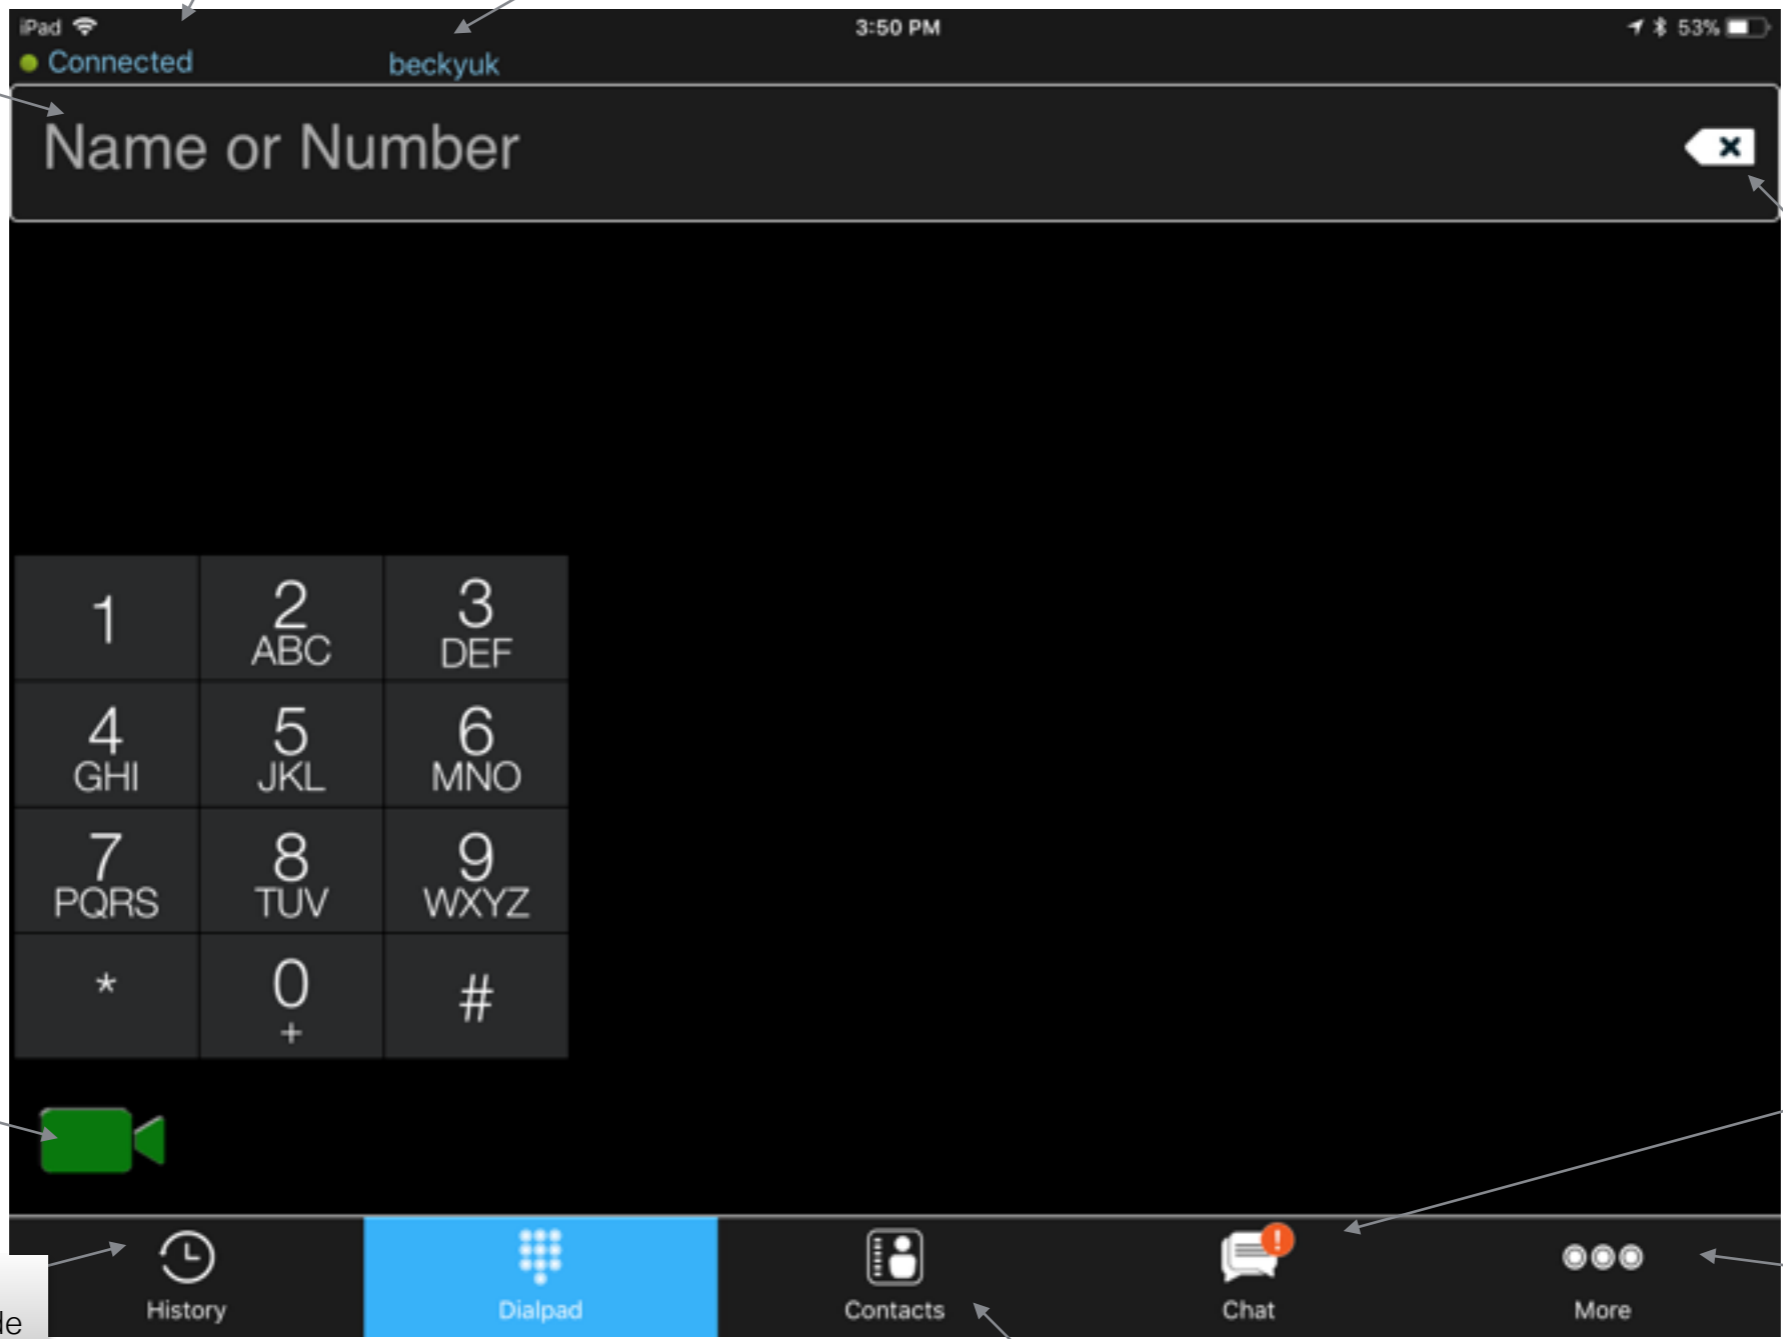 iPad 3:50 PM 53%
Connected beckyuk
Name or Number
1 2 3
ABC DEF
4 5 6
GHI JKL MNO
7 8 9
PQRS TUV WXYZ
* 0 #
+
History Dialpad Contacts Chat More